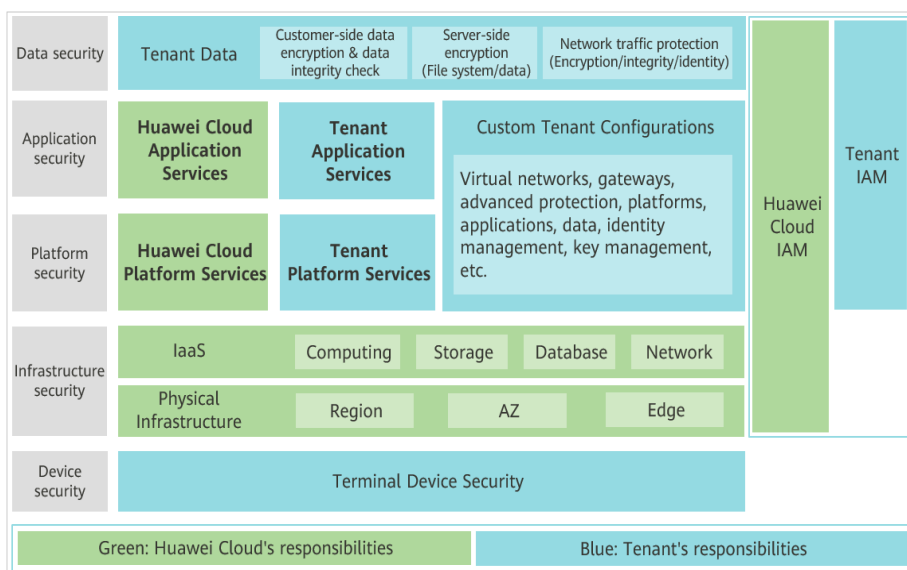 Data security
Tenant Data
Customer-side data
encryption & data
integrity check
Server-side
encryption
(File system/data)
Network traffic protection
(Encryption/integrity/identity)
Application
security
Huawei Cloud
Application
Services
Tenant
Application
Services
Custom Tenant Configurations
Virtual networks, gateways,
advanced protection, platforms,
applications, data, identity
management, key management,
etc.
Platform
security
Huawei Cloud
Platform Services
Tenant
Platform Services
Huawei
Cloud
IAM
Tenant
IAM
Infrastructure
security
IaaS
Computing
Storage
Database
Network
Physical
Infrastructure
Region
AZ
Edge
Device
security
Terminal Device Security
Green: Huawei Cloud's responsibilities
Blue: Tenant's responsibilities